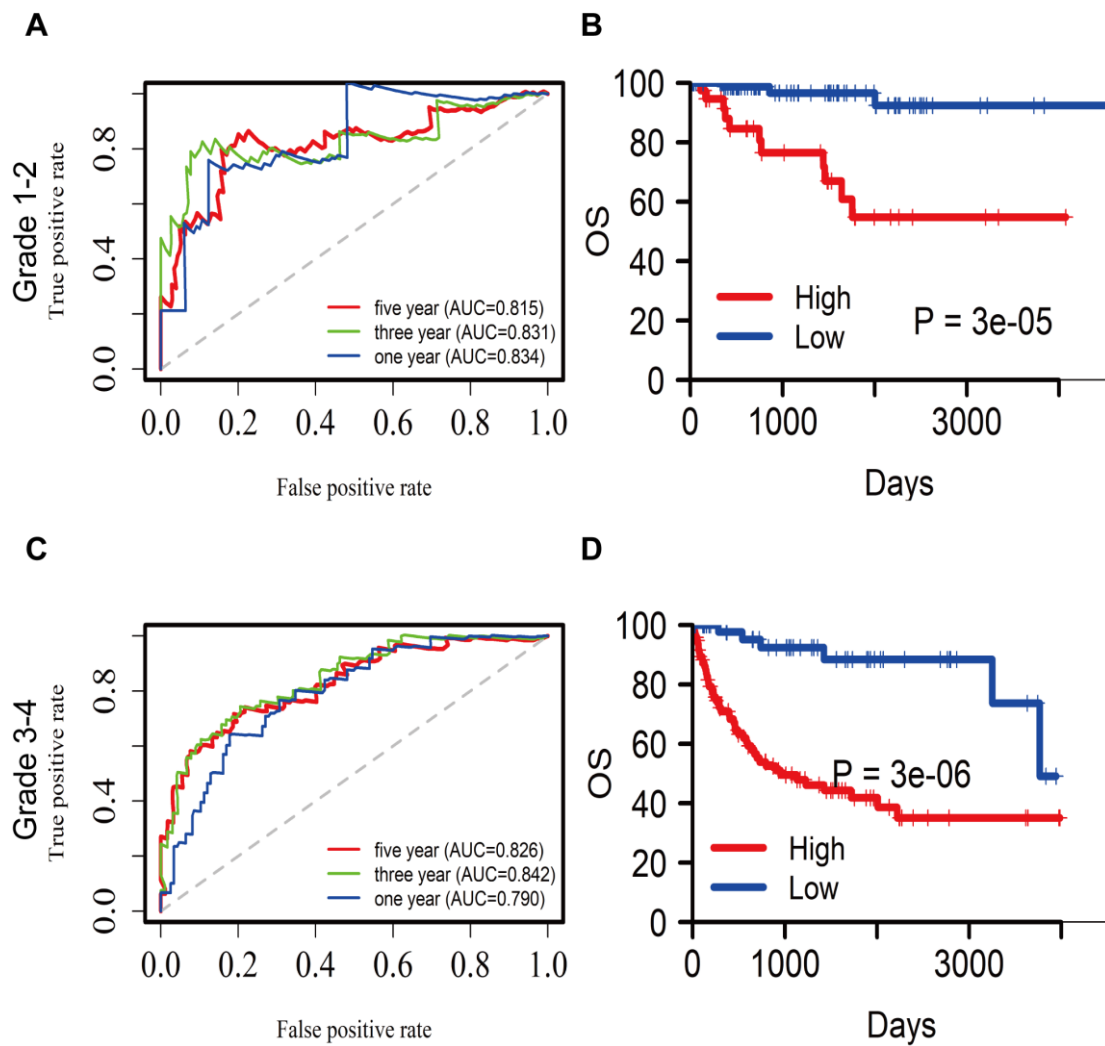 A
B
Grade 1-2
True positive rate
0.0
0.4
0.8
five year (AUC=0.815)
three year (AUC=0.831)
one year (AUC=0.834)
0.0 0.2 0.4 0.6 0.8 1.0
False positive rate
OS
100
80
60
40
20
0
High
Low
P = 3e-05
0 1000 3000
Days
C
D
Grade 3-4
True positive rate
0.0
0.4
0.8
five year (AUC=0.826)
three year (AUC=0.842)
one year (AUC=0.790)
0.0 0.2 0.4 0.6 0.8 1.0
False positive rate
OS
100
80
60
40
20
0
P = 3e-06
High
Low
0 1000 3000
Days